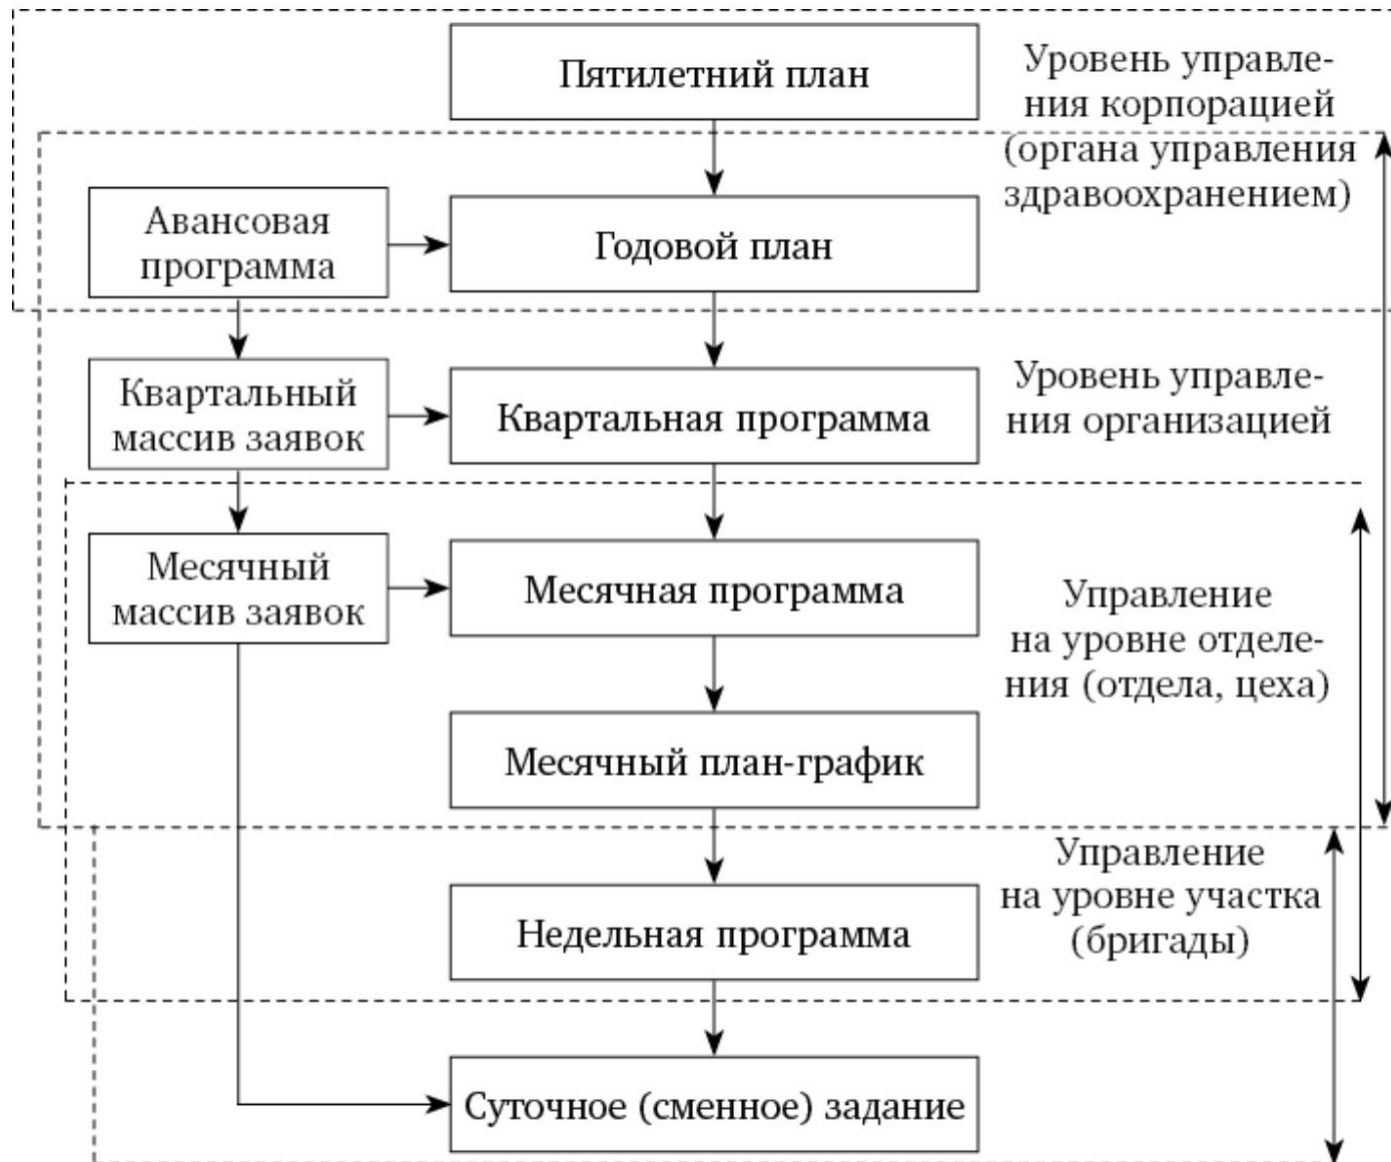 Пятилетний план
Уровень управле-
ния корпорацией
(органа управления
здравоохранением)
Авансовая
программа
Годовой план
Квартальный
массив заявок
Квартальная программа
Уровень управле-
ния организацией
Месячный
массив заявок
Месячная программа
Управление
на уровне отделе-
ния (отдела, цеха)
Месячный план-график
Управление
на уровне участка
(бригады)
Недельная программа
Суточное (сменное) задание